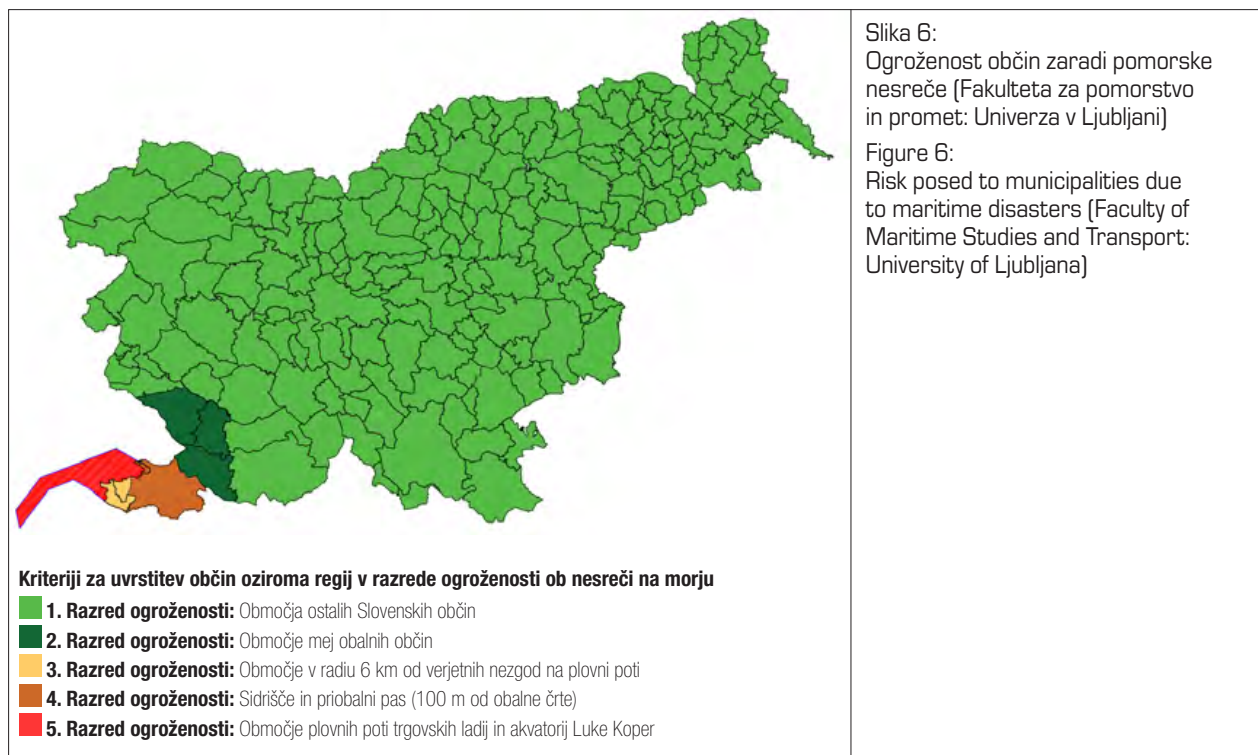 Slika 6:
Ogroženost občin zaradi pomorske
nesreče (Fakulteta za pomorstvo
in promet: Univerza v Ljubljani)
Figure 6:
Risk posed to municipalities due
to maritime disasters (Faculty of
Maritime Studies and Transport:
University of Ljubljana)
Kriteriji za uvrstitev občin oziroma regij v razrede ogroženosti ob nesreči na morju
1. Razred ogroženosti: Območja ostalih Slovenskih občin
2. Razred ogroženosti: Območje mej obalnih občin
3. Razred ogroženosti: Območje v radiu 6 km od verjetnih nezgod na plovni poti
4. Razred ogroženosti: Sidrišče in priobalni pas (100 m od obalne črte)
5. Razred ogroženosti: Območje plovnih poti trgovskih ladij in akvatorij Luke Koper